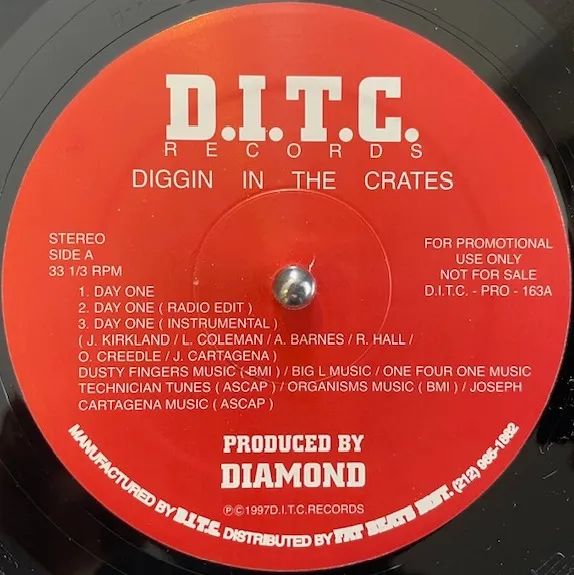 D.I.T.C.
RECORDS
DIGGIN IN THE CRATES
STEREO
SIDE A
33 1/3 RPM
FOR PROMOTIONAL
USE ONLY
NOT FOR SALE
D.I.T.C. - PRO - 163A
1. DAY ONE
2. DAY ONE ( RADIO EDIT )
3. DAY ONE ( INSTRUMENTAL )
( J. KIRKLAND / L. COLEMAN / A. BARNES / R. HALL /
O. CREEDLE / J. CARTAGENA )
DUSTY FINGERS MUSIC ( BMI ) / BIG L MUSIC / ONE FOUR ONE MUSIC
TECHNICIAN TUNES ( ASCAP ) / ORGANISMS MUSIC ( BMI ) / JOSEPH
CARTAGENA MUSIC ( ASCAP )
PRODUCED BY
DIAMOND
℗©1997D.I.T.C.RECORDS
MANUFACTURED BY D.I.T.C. DISTRIBUTED BY FAT BEATS DIST. (212)